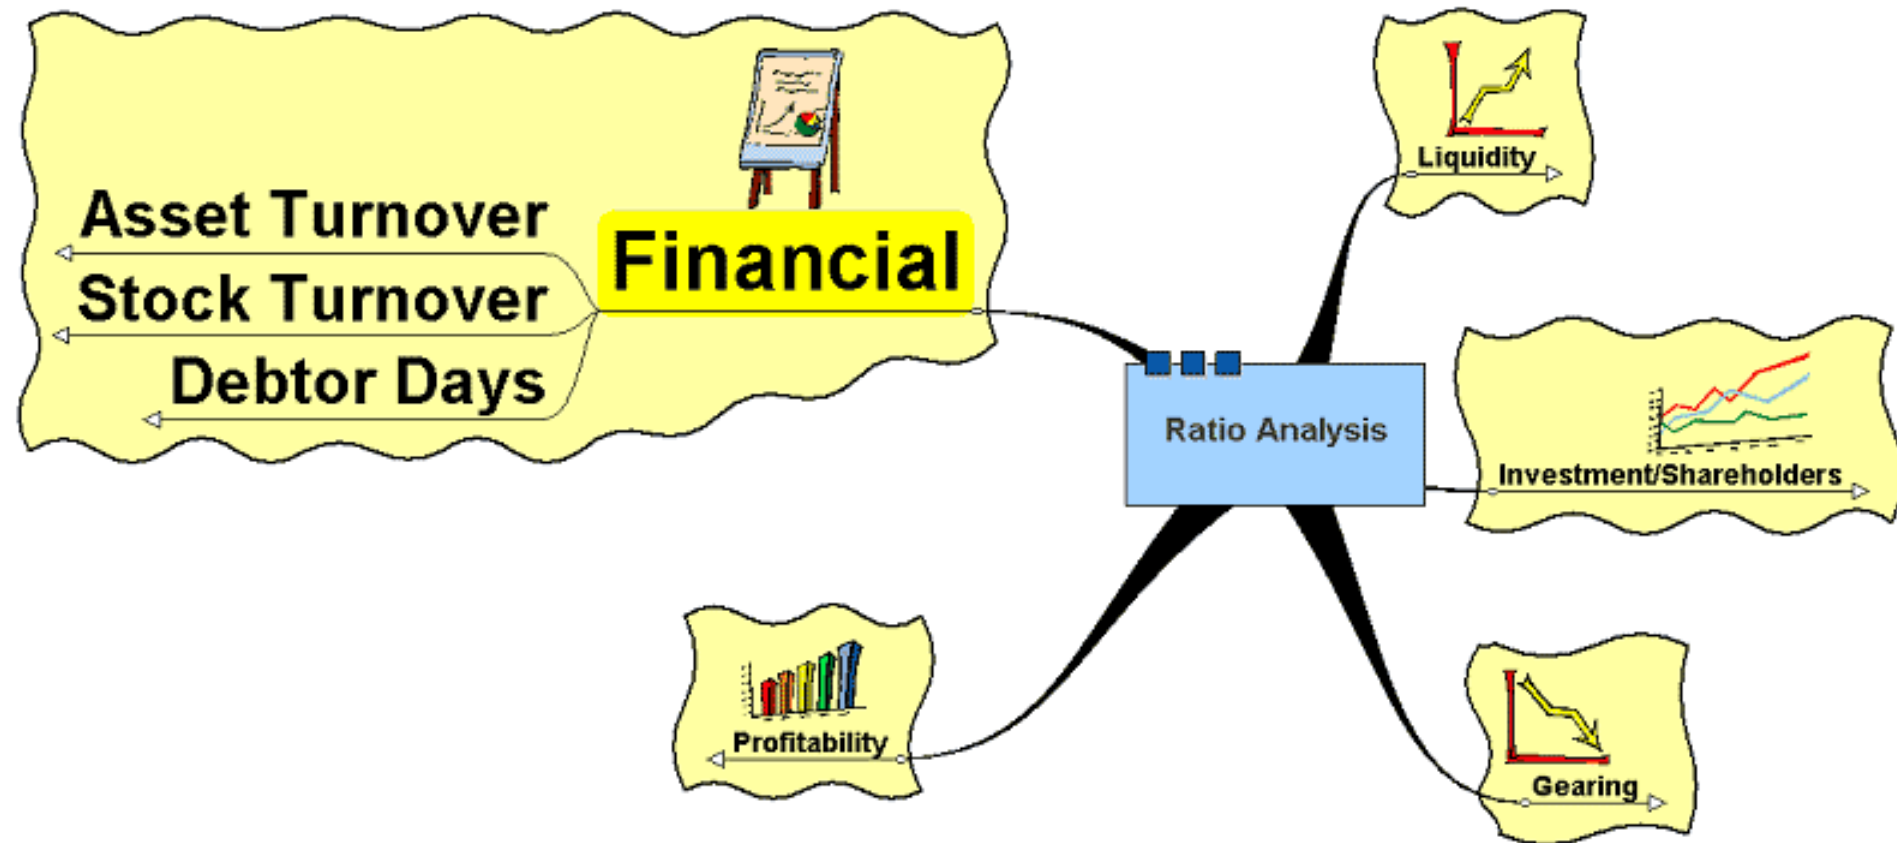 Financial
Asset Turnover
Stock Turnover
Debtor Days
Ratio Analysis
Liquidity
Investment/Shareholders
Gearing
Profitability